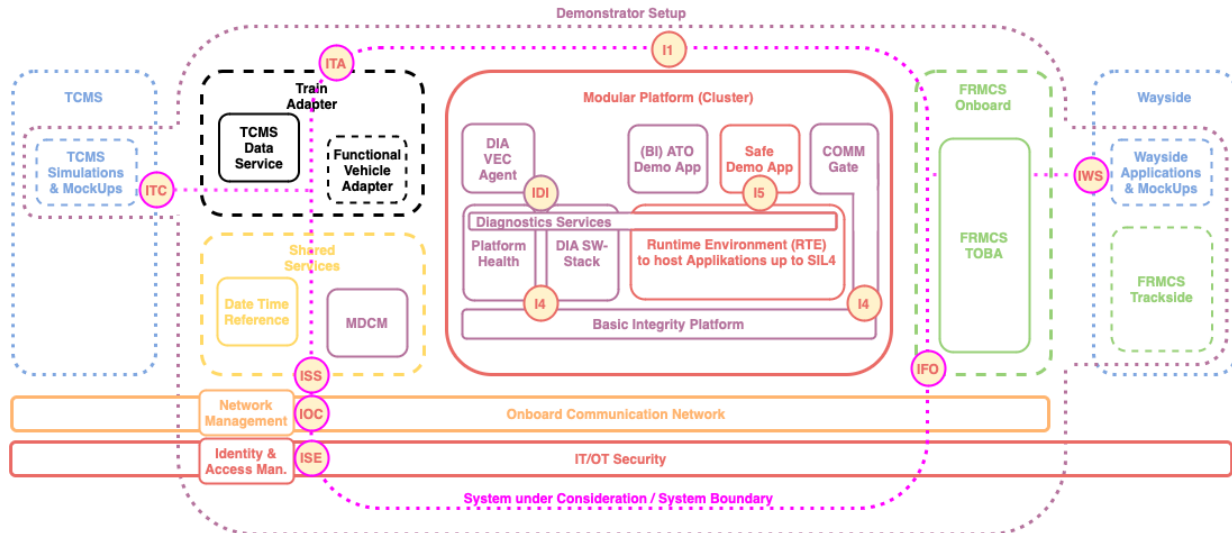 Demonstrator Setup
ITA
I1
TCMS
Train
Adapter
Modular Platform (Cluster)
FRMCS
Onboard
Wayside
TCMS
Data
Service
Functional
Vehicle
Adapter
DIA
VEC
Agent
(BI) ATO
Demo App
Safe
Demo App
COMM
Gate
TCMS
Simulations
& MockUps
Wayside
Applications
& MockUps
ITC
IDI
I5
IWS
Diagnostics Services
Platform
Health
DIA SW-
Stack
Runtime Environment (RTE)
to host Applikations up to SIL4
FRMCS
TOBA
FRMCS
Trackside
Shared
Services
Date Time
Reference
MDCM
I4
I4
Basic Integrity Platform
ISS
IFO
Network
Management
IOC
Onboard Communication Network
Identity &
Access Man.
ISE
IT/OT Security
System under Consideration / System Boundary